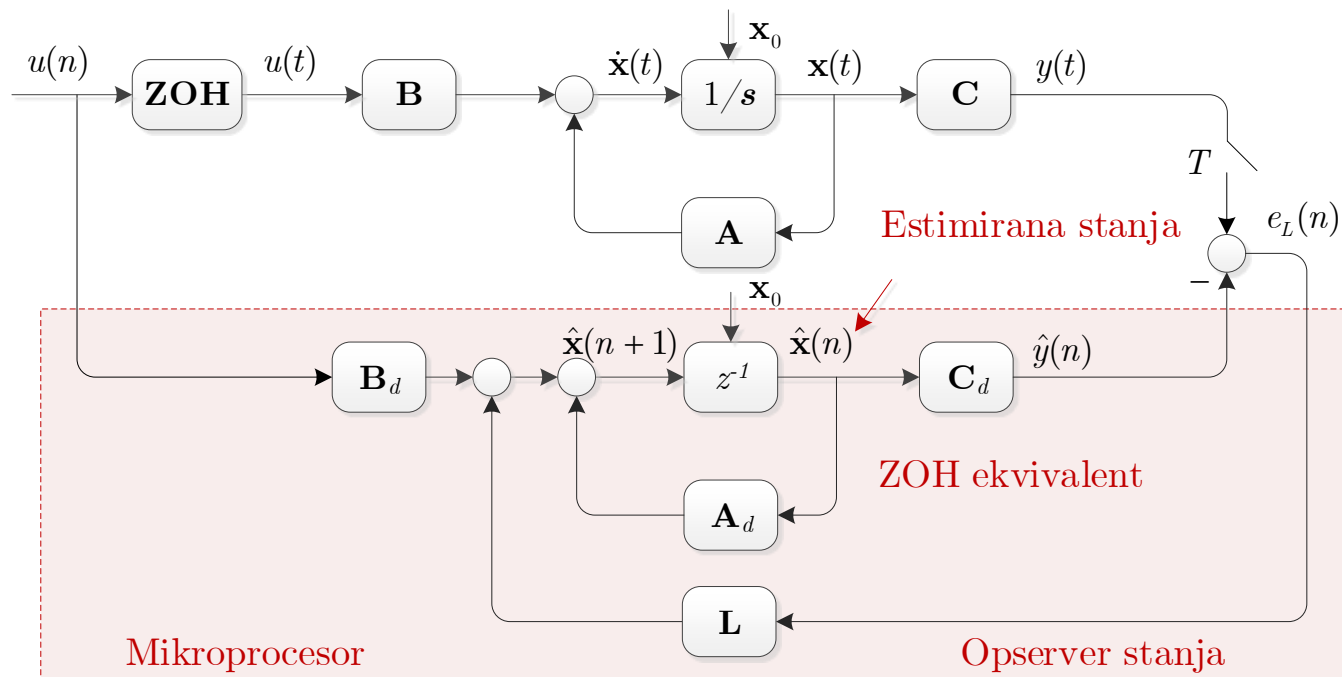 x₀
u(n)
u(t)
ẋ(t)
x(t)
y(t)
ZOH
B
1/s
C
T
A
Estimirana stanja
e_L(n)
−
x₀
x̂(n + 1)
x̂(n)
ŷ(n)
B_d
z⁻¹
C_d
ZOH ekvivalent
A_d
L
Mikroprocesor
Opserver stanja